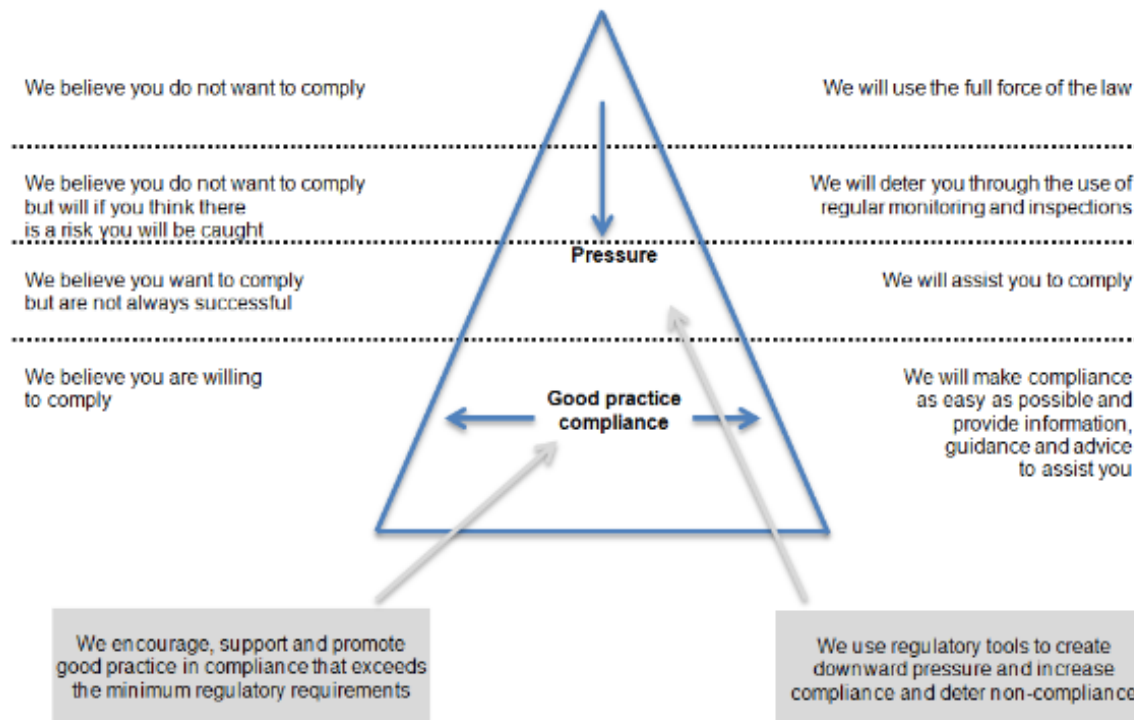 We believe you do not want to comply
We will use the full force of the law
We believe you do not want to comply
but will if you think there
is a risk you will be caught
We will deter you through the use of
regular monitoring and inspections
Pressure
We believe you want to comply
but are not always successful
We will assist you to comply
We believe you are willing
to comply
Good practice
compliance
We will make compliance
as easy as possible and
provide information,
guidance and advice
to assist you
We encourage, support and promote
good practice in compliance that exceeds
the minimum regulatory requirements
We use regulatory tools to create
downward pressure and increase
compliance and deter non-compliance